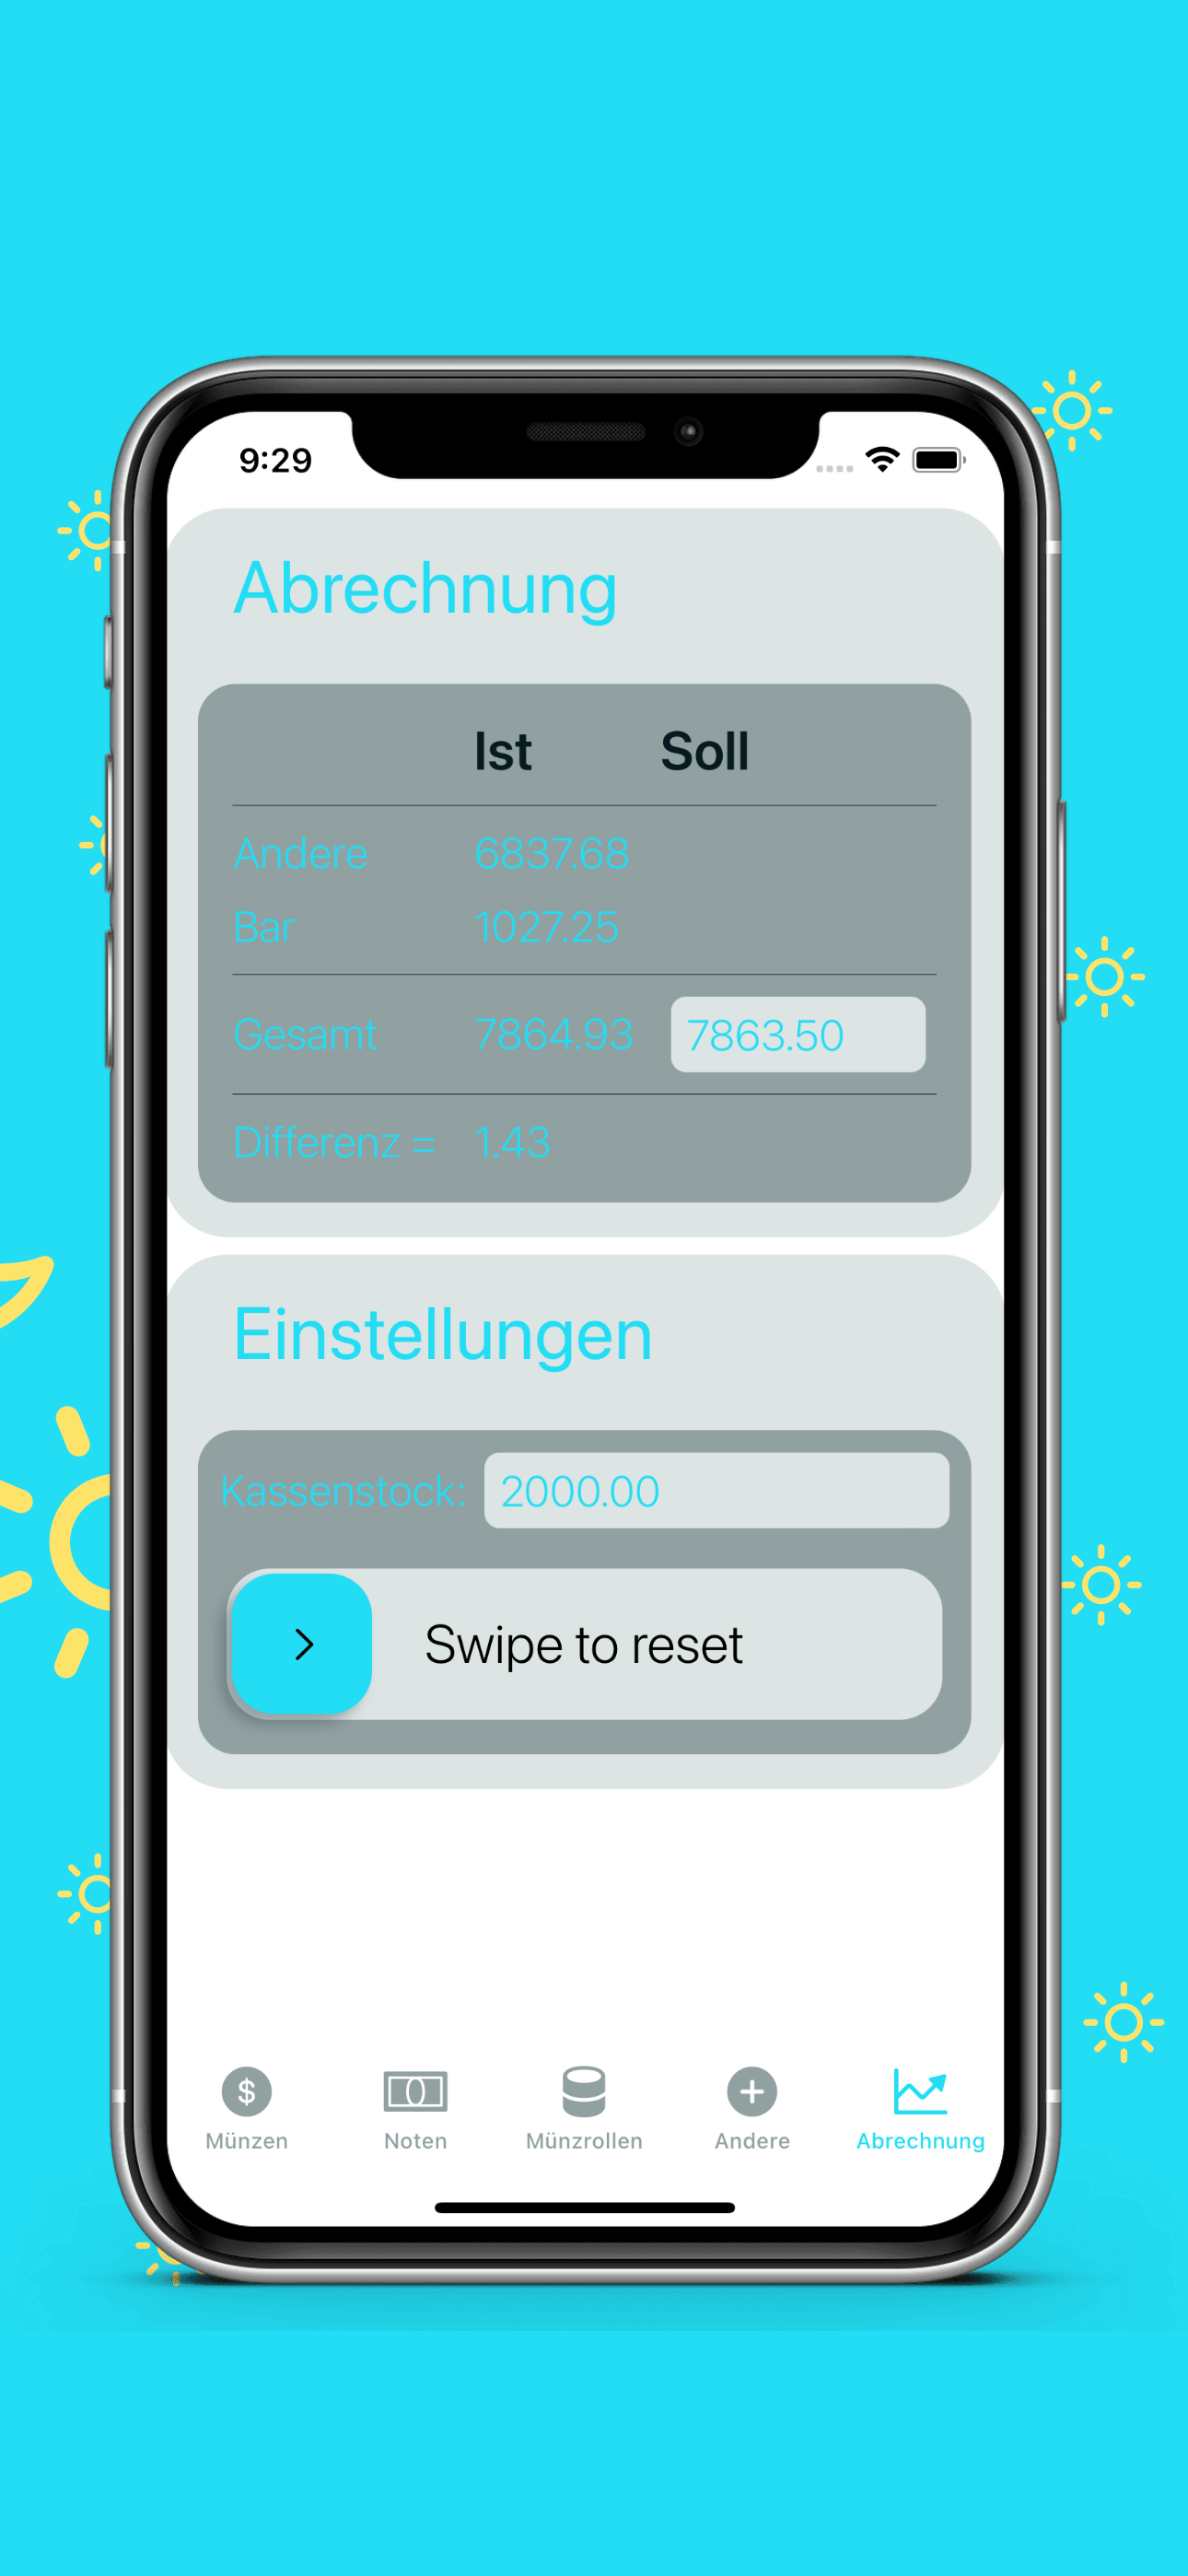 9:29
Abrechnung
Ist Soll
Andere 6837.68
Bar 1027.25
Gesamt 7864.93 7863.50
Differenz = 1.43
Einstellungen
Kassenstock: 2000.00
Swipe to reset
Münzen Noten Münzrollen Andere Abrechnung